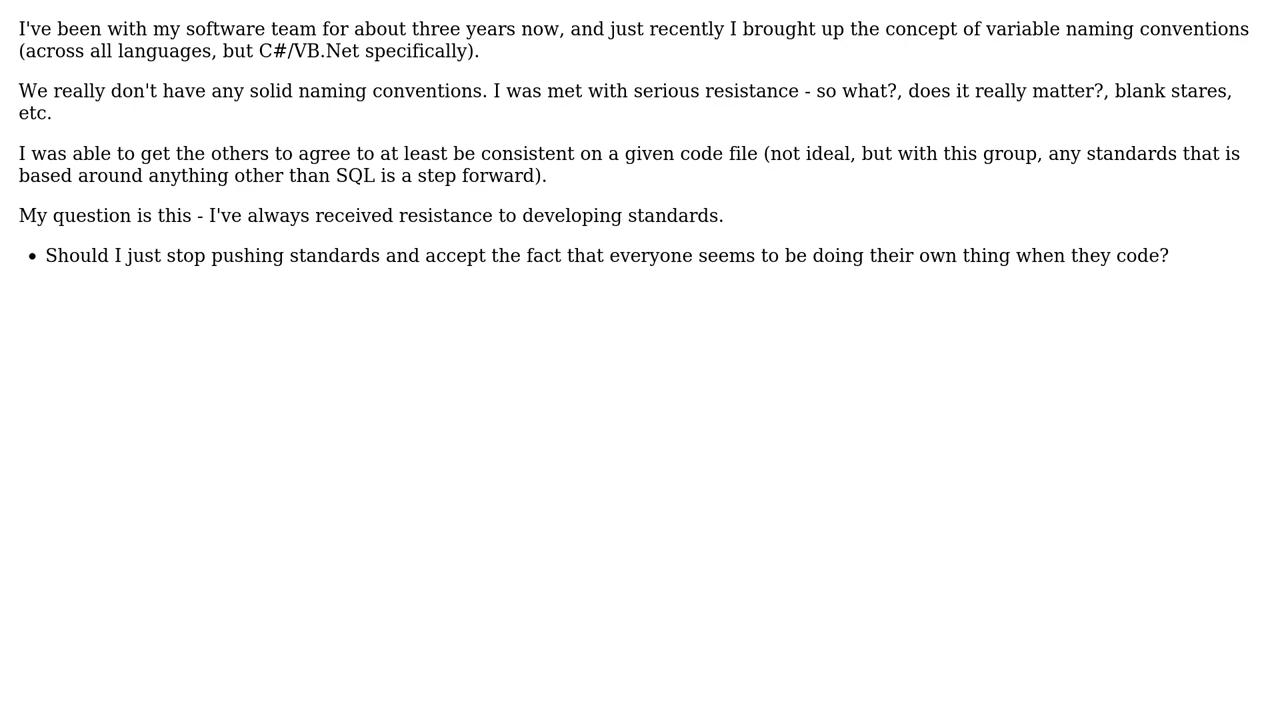 I've been with my software team for about three years now, and just recently I brought up the concept of variable naming conventions
(across all languages, but C#/VB.Net specifically).
We really don't have any solid naming conventions. I was met with serious resistance - so what?, does it really matter?, blank stares,
etc.
I was able to get the others to agree to at least be consistent on a given code file (not ideal, but with this group, any standards that is
based around anything other than SQL is a step forward).
My question is this - I've always received resistance to developing standards.
• Should I just stop pushing standards and accept the fact that everyone seems to be doing their own thing when they code?